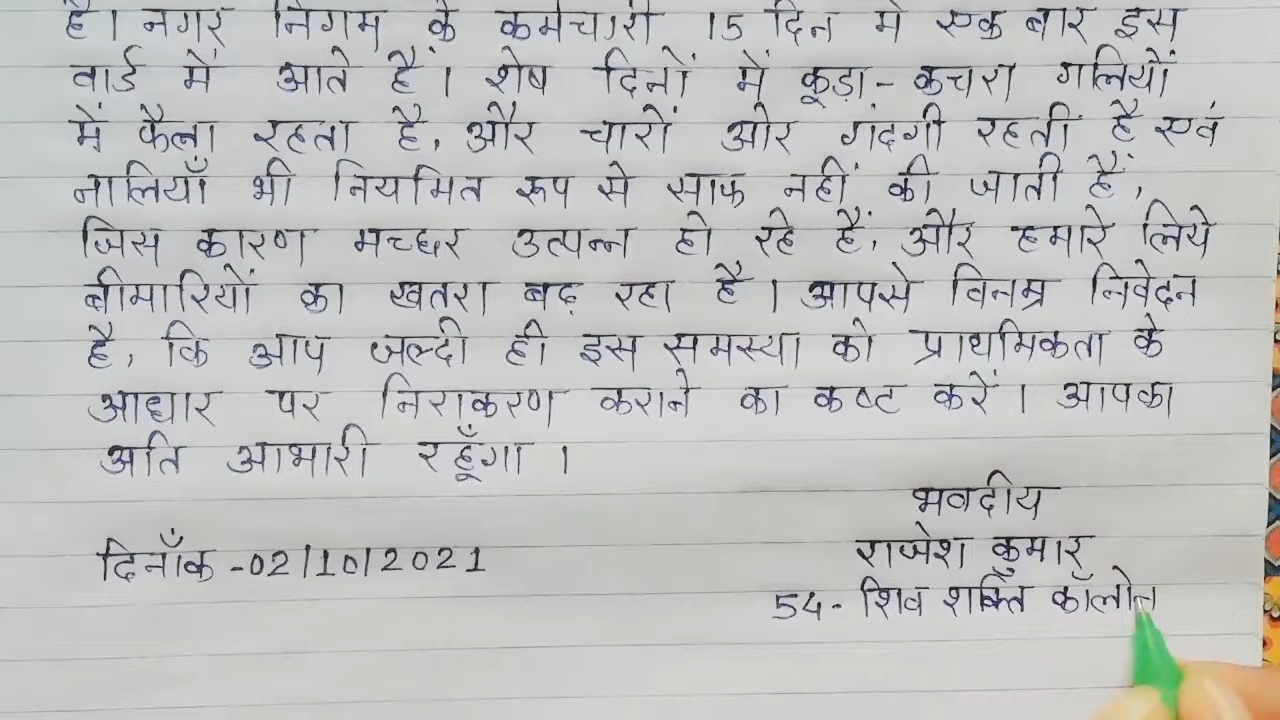 है। नगर निगम के कर्मचारी 15 दिन में एक बार इस
वार्ड में आते हैं। शेष दिनों में कूड़ा-कचरा गलियों
में फैला रहता है, और चारों ओर गंदगी रहती है एवं
नालियाँ भी नियमित रूप से साफ नहीं की जाती हैं,
जिस कारण मच्छर उत्पन्न हो रहे हैं, और हमारे लिये
बीमारियों का खतरा बढ़ रहा है। आपसे विनम्र निवेदन
है, कि आप जल्दी ही इस समस्या को प्राथमिकता के
आधार पर निराकरण कराने का कष्ट करें। आपका
अति आभारी रहूँगा।
भवदीय
दिनाँक -02/10/2021
राजेश कुमार
54- शिव शक्ति कॉलोन